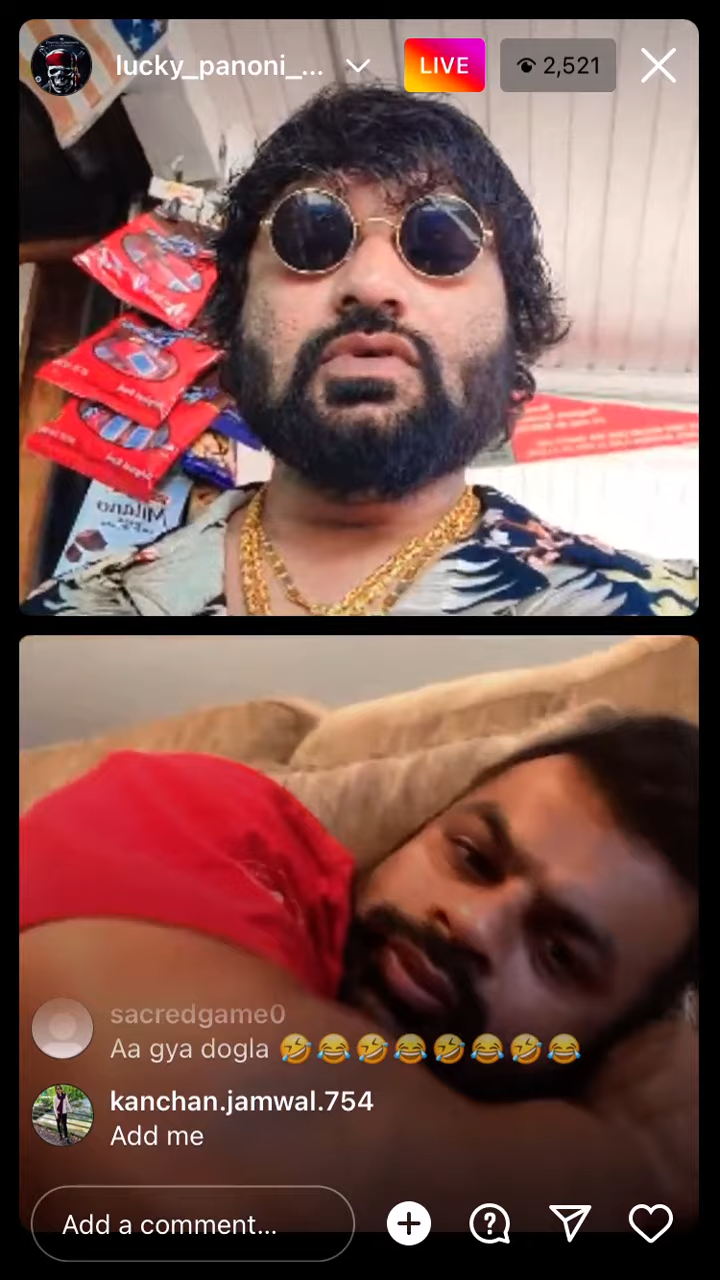 lucky_panoni_...
LIVE
2,521
Milano
sacredgame0
Aa gya dogla 🤣😂🤣😂🤣😂🤣😂
kanchan.jamwal.754
Add me
Add a comment...